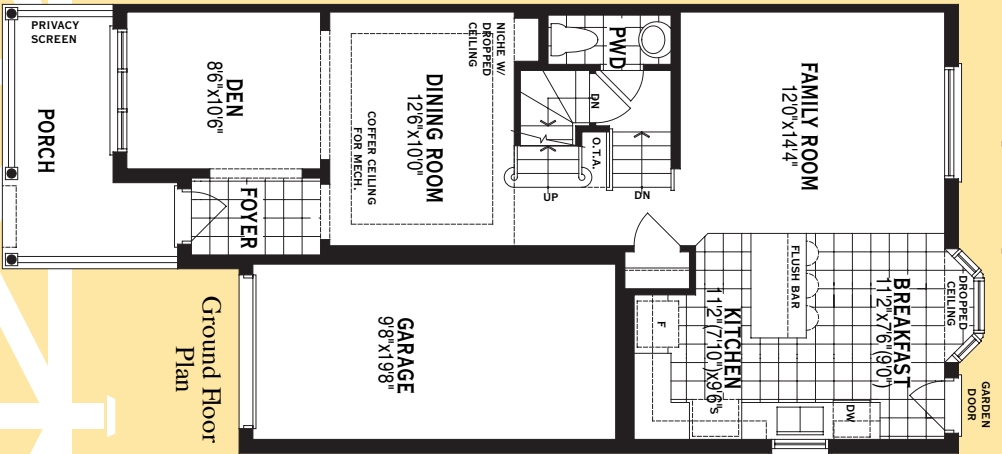 PRIVACY
SCREEN
PORCH
DEN
8'6"x10'6"
FOYER
DINING ROOM
12'6"x10'0"
COFFER CEILING
FOR MECH.
NICHE W/
DROPPED
CEILING
PWD
DN
O.T.A.
UP
DN
FAMILY ROOM
12'0"x14'4"
FLUSH BAR
BREAKFAST
11'2"x7'6"(9'0")
DROPPED
CEILING
GARDEN
DOOR
KITCHEN
11'2"(7'10")x9'6"
F
s
DW
GARAGE
9'8"x19'8"
Ground Floor
Plan